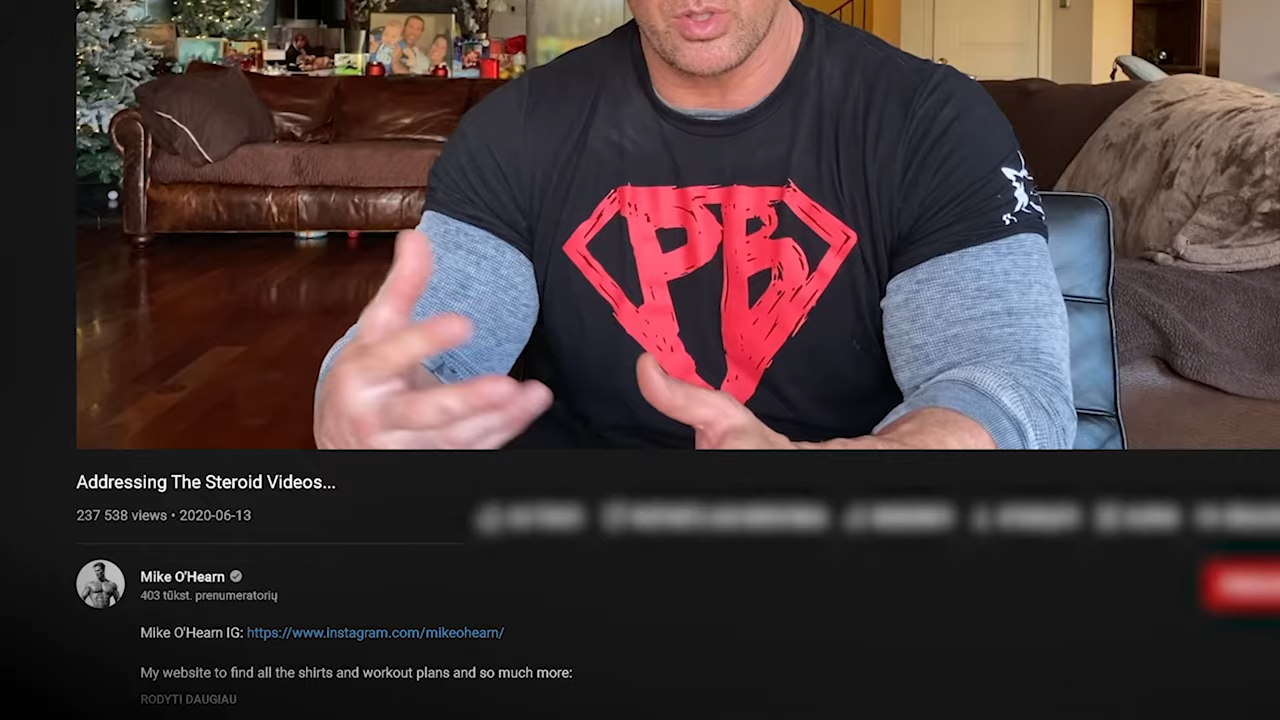 PB
Addressing The Steroid Videos...
237 538 views • 2020-06-13
Mike O'Hearn
403 tūkst. prenumeratorių
Mike O'Hearn IG: https://www.instagram.com/mikeohearn/
My website to find all the shirts and workout plans and so much more:
RODYTI DAUGIAU